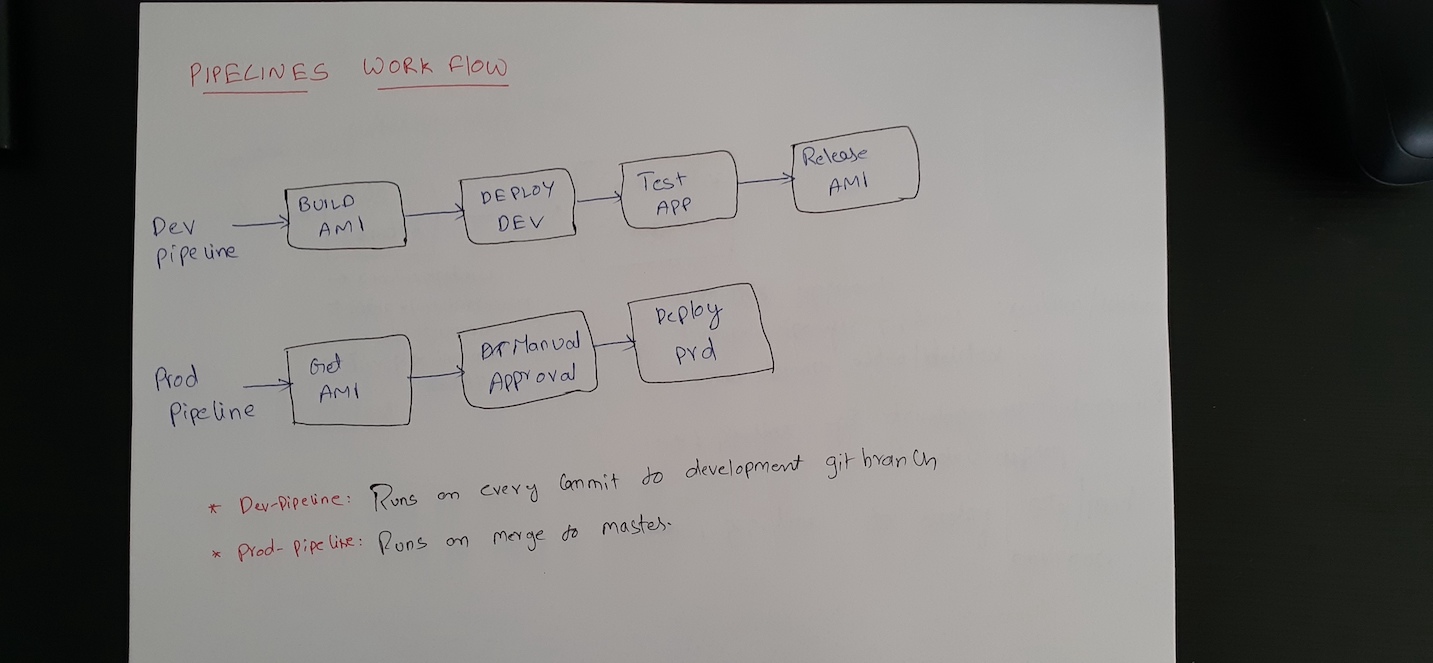 PIPELINES WORK FlOW
Dev
pipeline
BUILD
AMI
DEPLOY
DEV
Test
APP
Release
AMI
Prod
Pipeline
Get
AMI
Manual
Approval
Deploy
prd
* Dev-Pipeline: Runs on every Commit to development git branch
* Prod-Pipeline: Runs on merge to master.